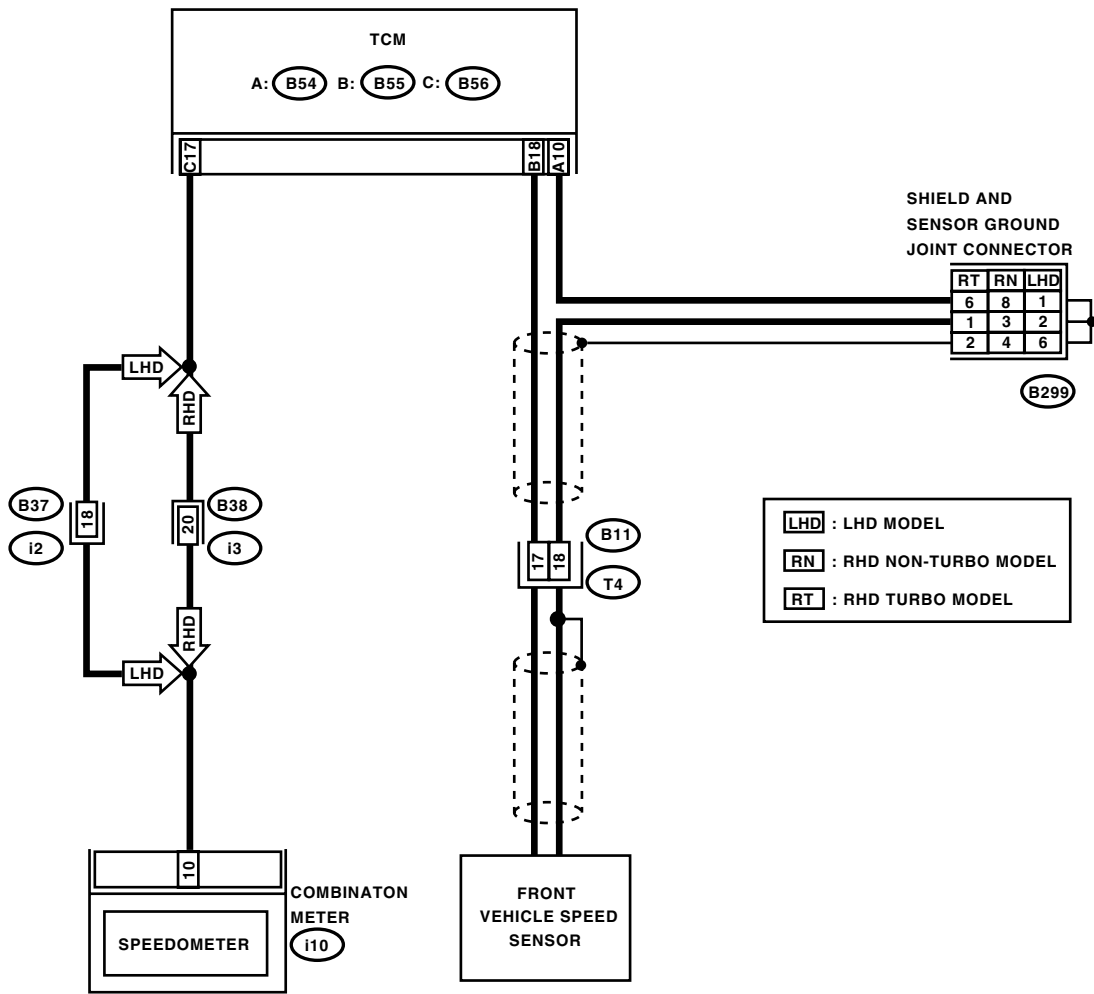 TCM
A: B54 B: B55 C: B56
C17
B18
A10
SHIELD AND
SENSOR GROUND
JOINT CONNECTOR
RT RN LHD
6 8 1
1 3 2
2 4 6
B299
LHD
RHD
B37
18
i2
B38
20
i3
RHD
LHD
B11
17
18
T4
LHD : LHD MODEL
RN : RHD NON-TURBO MODEL
RT : RHD TURBO MODEL
10
COMBINATON
METER
i10
SPEEDOMETER
FRONT
VEHICLE SPEED
SENSOR